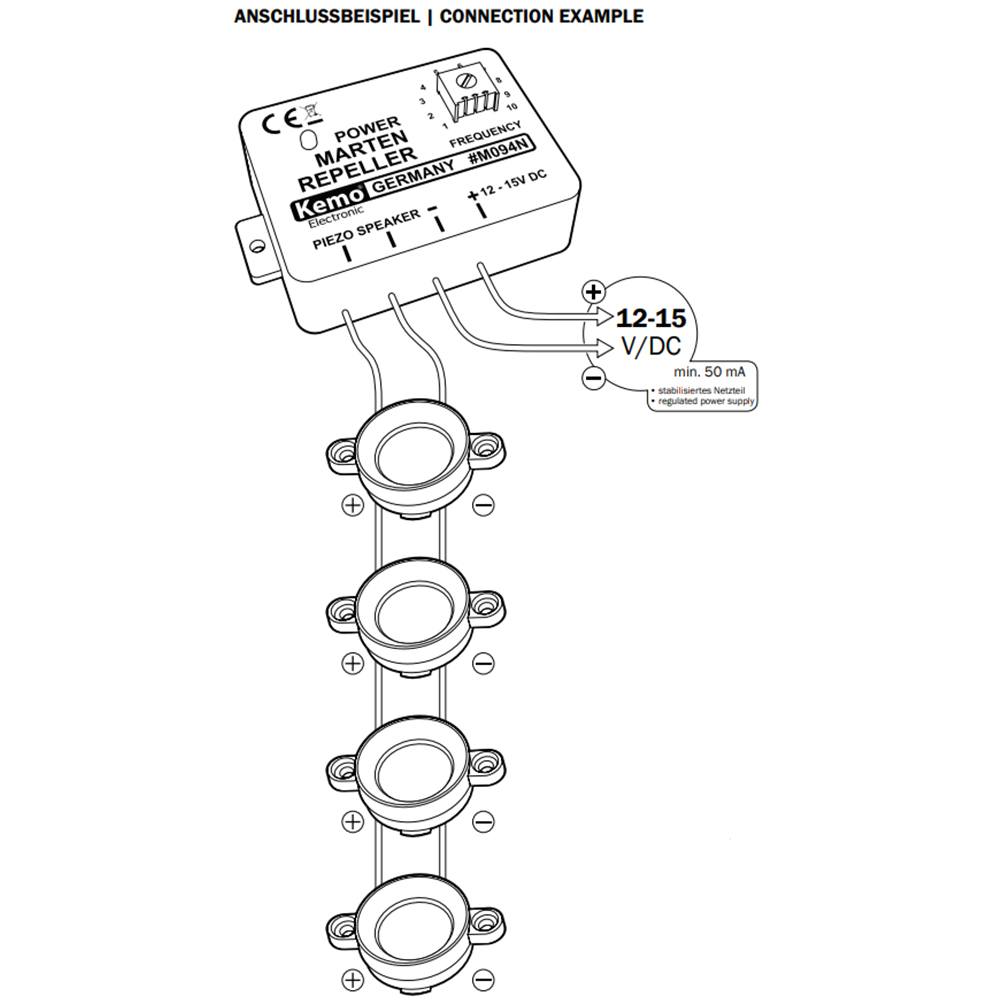 ANSCHLUSSBEISPIEL | CONNECTION EXAMPLE
CE
POWER
MARTEN
REPELLER
1 2 3 4 5 6 7 8 9 10
FREQUENCY
Kemo® GERMANY #M094N
Electronic
PIEZO SPEAKER - + 12 - 15V DC
+
12-15
V/DC
−
min. 50 mA
• stabilisiertes Netzteil
• regulated power supply
+ −
+ −
+ −
+ −